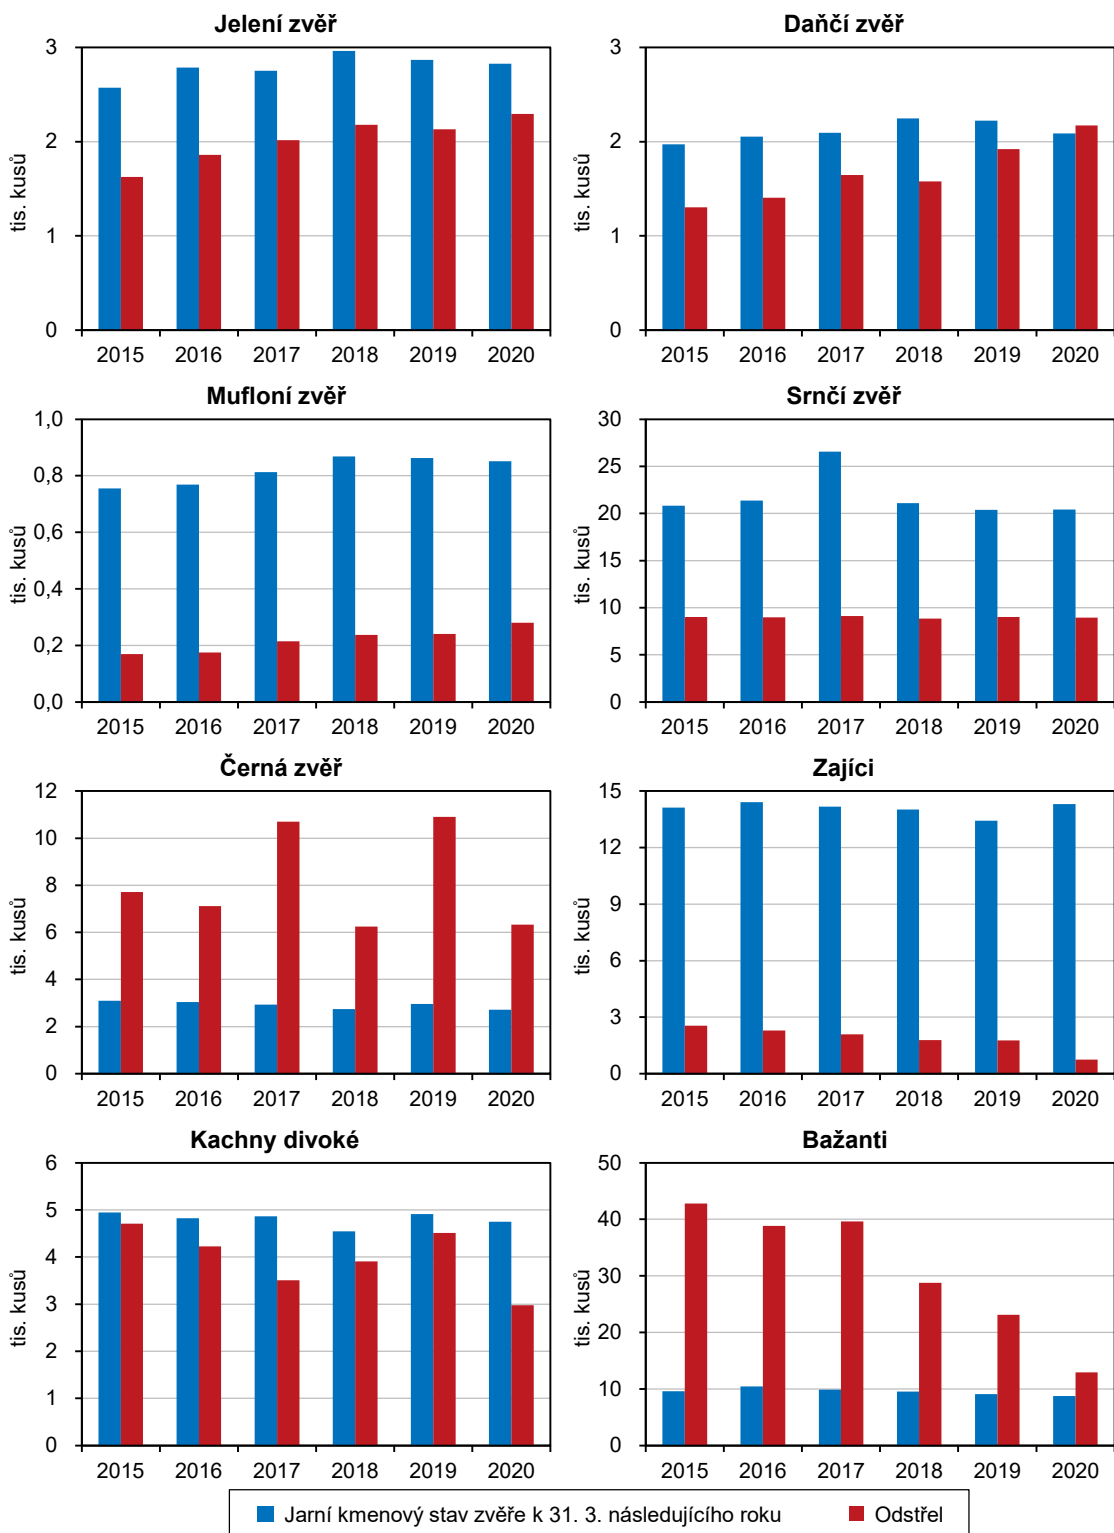 Jelení zvěř
tis. kusů
3
2
1
0
2015 2016 2017 2018 2019 2020
Daňčí zvěř
tis. kusů
3
2
1
0
2015 2016 2017 2018 2019 2020
Mufloní zvěř
tis. kusů
1,0
0,8
0,6
0,4
0,2
0,0
2015 2016 2017 2018 2019 2020
Srnčí zvěř
tis. kusů
30
25
20
15
10
5
0
2015 2016 2017 2018 2019 2020
Černá zvěř
tis. kusů
12
10
8
6
4
2
0
2015 2016 2017 2018 2019 2020
Zajíci
tis. kusů
15
12
9
6
3
0
2015 2016 2017 2018 2019 2020
Kachny divoké
tis. kusů
6
5
4
3
2
1
0
2015 2016 2017 2018 2019 2020
Bažanti
tis. kusů
50
40
30
20
10
0
2015 2016 2017 2018 2019 2020
Jarní kmenový stav zvěře k 31. 3. následujícího roku Odstřel